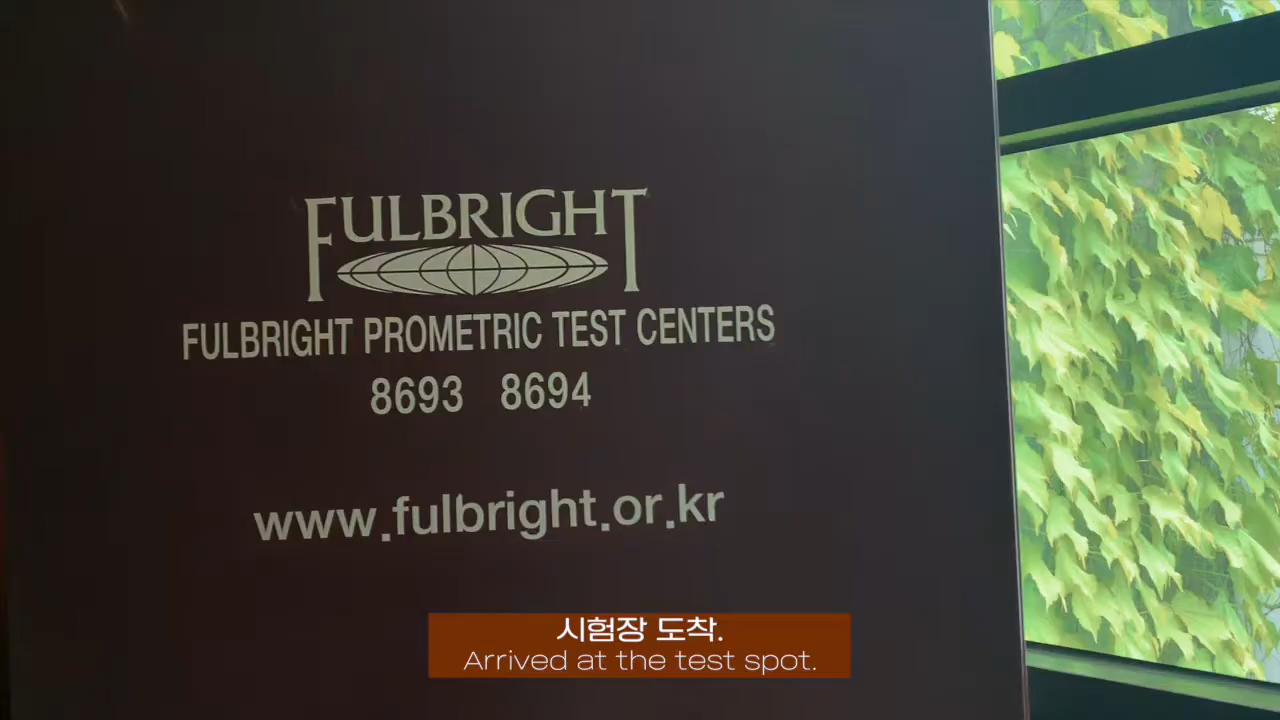 FULBRIGHT
FULBRIGHT PROMETRIC TEST CENTERS
8693 8694
www.fulbright.or.kr
시험장 도착.
Arrived at the test spot.